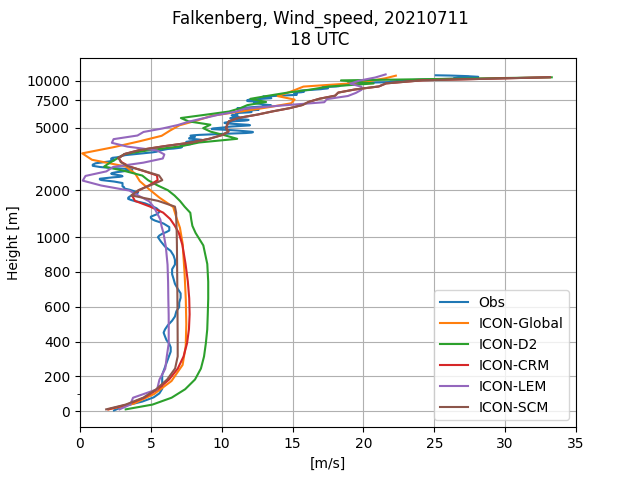 Falkenberg, Wind_speed, 20210711
18 UTC
Height [m]
10000
7500
5000
2000
1000
800
600
400
200
0
0 5 10 15 20 25 30 35
[m/s]
Obs
ICON-Global
ICON-D2
ICON-CRM
ICON-LEM
ICON-SCM